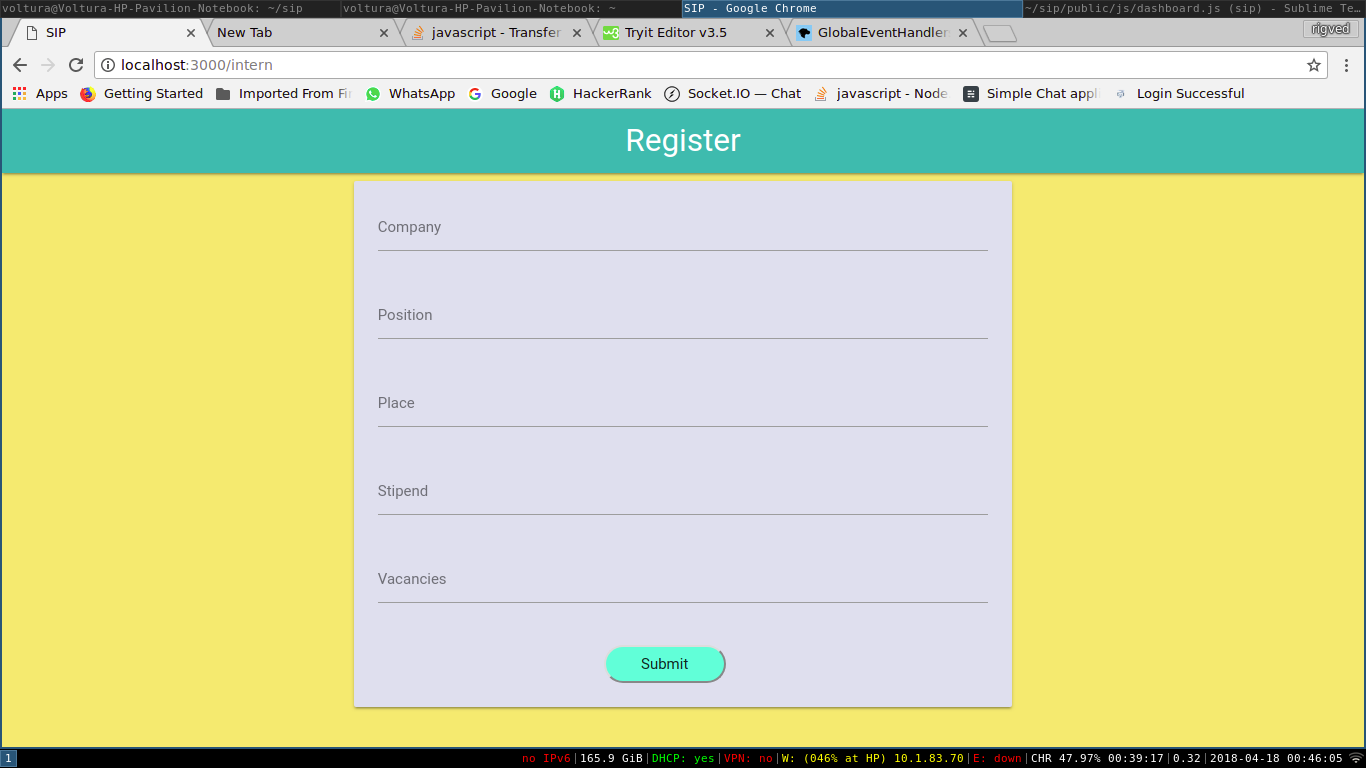 voltura@Voltura-HP-Pavilion-Notebook: ~/sip voltura@Voltura-HP-Pavilion-Notebook: ~ SIP - Google Chrome ~/sip/public/js/dashboard.js (sip) - Sublime Te…
SIP New Tab javascript - Transfer Tryit Editor v3.5 GlobalEventHandler rigved
localhost:3000/intern
Apps Getting Started Imported From Fi WhatsApp Google HackerRank Socket.IO — Chat javascript - Node Simple Chat appl Login Successful
Register
Company
Position
Place
Stipend
Vacancies
Submit
1 no IPv6|165.9 GiB|DHCP: yes|VPN: no|W: (046% at HP) 10.1.83.70|E: down|CHR 47.97% 00:39:17|0.32|2018-04-18 00:46:05